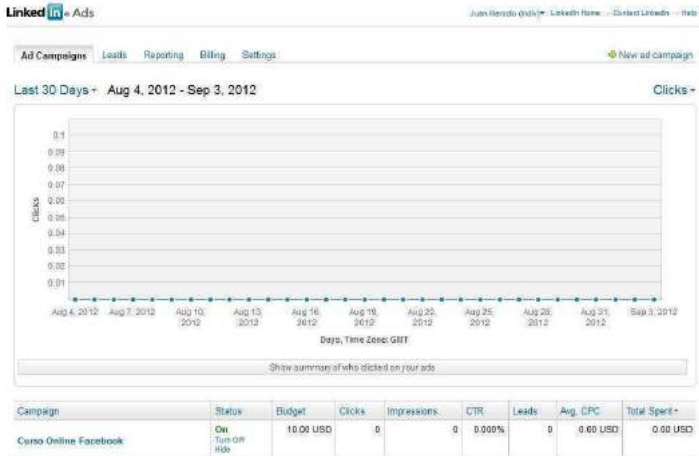 Linked in Ads
LinkedIn Home Contact LinkedIn Help
Ad Campaigns Leads Reporting Billing Settings
New ad campaign
Last 30 Days Aug 4, 2012 - Sep 3, 2012
Clicks
0.1
0.09
0.08
0.07
0.06
0.05
0.04
0.03
0.02
0.01
Clicks
Aug 4, 2012 Aug 7, 2012 Aug 10, 2012 Aug 13, 2012 Aug 16, 2012 Aug 19, 2012 Aug 22, 2012 Aug 25, 2012 Aug 28, 2012 Aug 31, 2012 Sep 3, 2012
Days, Time Zone: GMT
Show summary of who clicked on your ads
Campaign Status Budget Clicks Impressions CTR Leads Avg. CPC Total Spent
Curso Online Facebook On 10.00 USD 0 0 0.000% 0 0.00 USD 0.00 USD
Turn Off
Hide